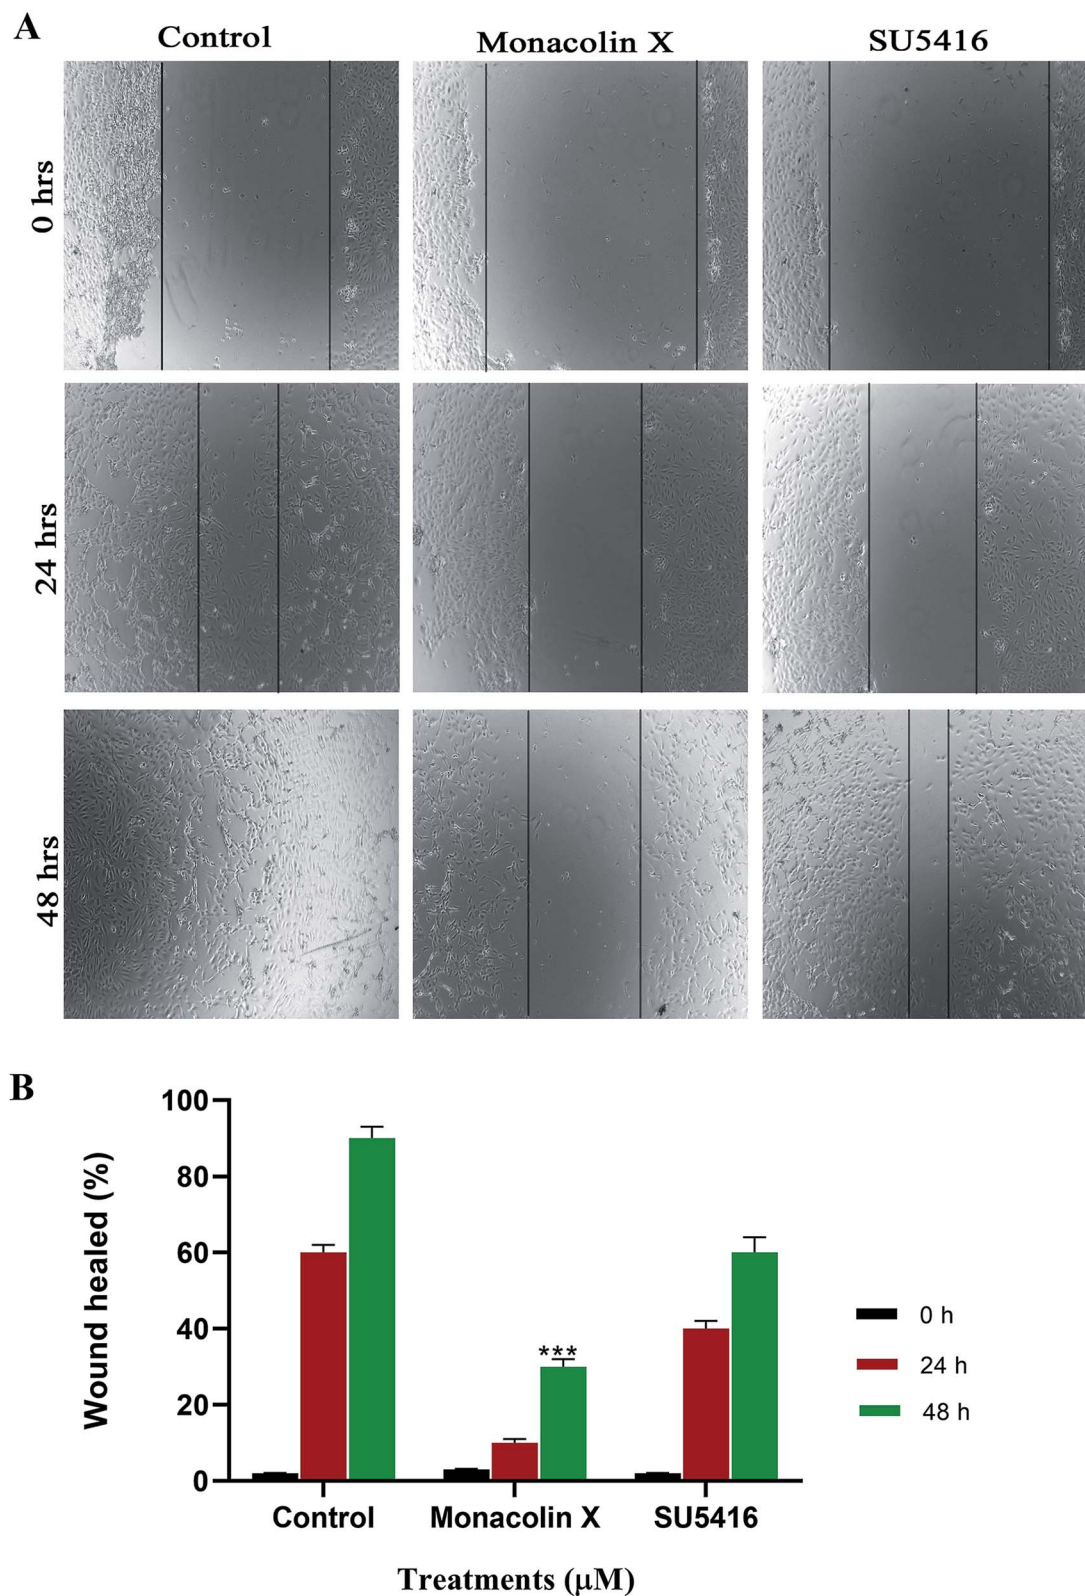 A
Control
Monacolin X
SU5416
0 hrs
24 hrs
48 hrs
B
Wound healed (%)
100
80
60
40
20
0
***
Control
Monacolin X
SU5416
Treatments (μM)
0 h
24 h
48 h